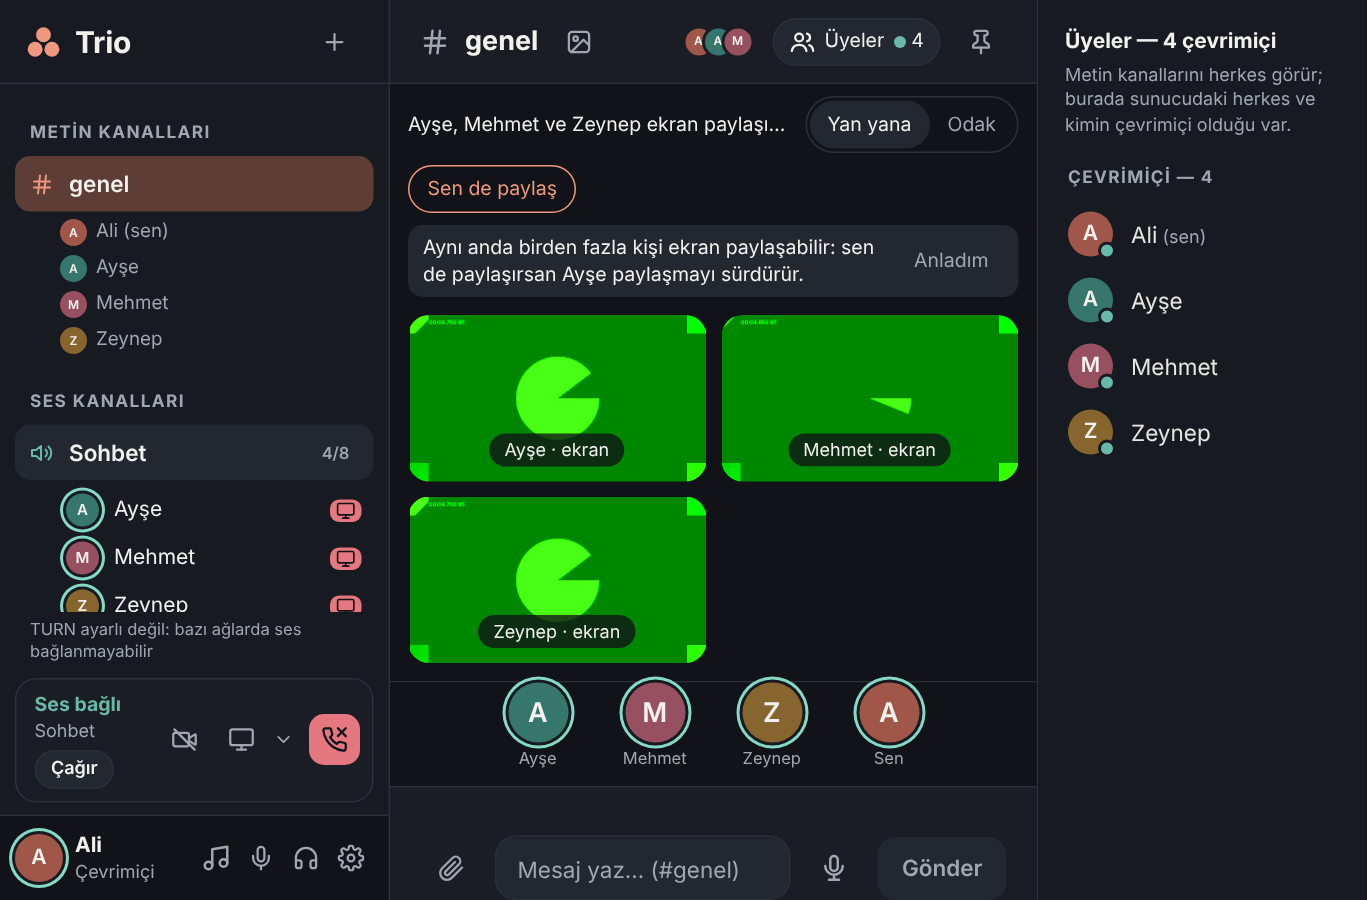 Trio
METİN KANALLARI
genel
A Ali (sen)
A Ayşe
M Mehmet
Z Zeynep
SES KANALLARI
Sohbet 4/8
A Ayşe
M Mehmet
Z Zeynep
TURN ayarlı değil: bazı ağlarda ses
bağlanmayabilir
Ses bağlı
Sohbet
Çağır
A Ali
Çevrimiçi
# genel
A A M
Üyeler 4
Ayşe, Mehmet ve Zeynep ekran paylaşı...
Yan yana Odak
Sen de paylaş
Aynı anda birden fazla kişi ekran paylaşabilir: sen
de paylaşırsan Ayşe paylaşmayı sürdürür.
Anladım
Ayşe · ekran
Mehmet · ekran
Zeynep · ekran
A M Z A
Ayşe Mehmet Zeynep Sen
Mesaj yaz... (#genel)
Gönder
Üyeler — 4 çevrimiçi
Metin kanallarını herkes görür;
burada sunucudaki herkes ve
kimin çevrimiçi olduğu var.
ÇEVRİMİÇİ — 4
A Ali (sen)
A Ayşe
M Mehmet
Z Zeynep